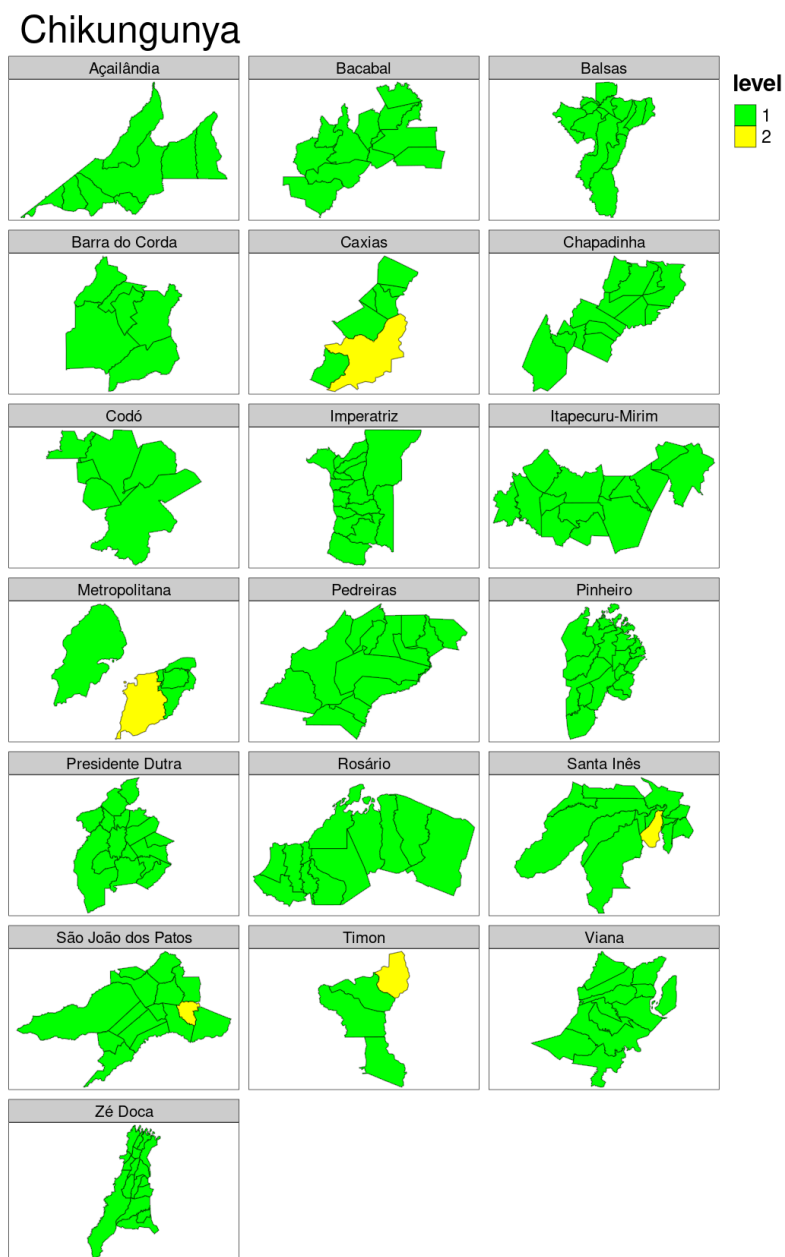 Chikungunya
Açailândia
Bacabal
Balsas
level
1
2
Barra do Corda
Caxias
Chapadinha
Codó
Imperatriz
Itapecuru-Mirim
Metropolitana
Pedreiras
Pinheiro
Presidente Dutra
Rosário
Santa Inês
São João dos Patos
Timon
Viana
Zé Doca